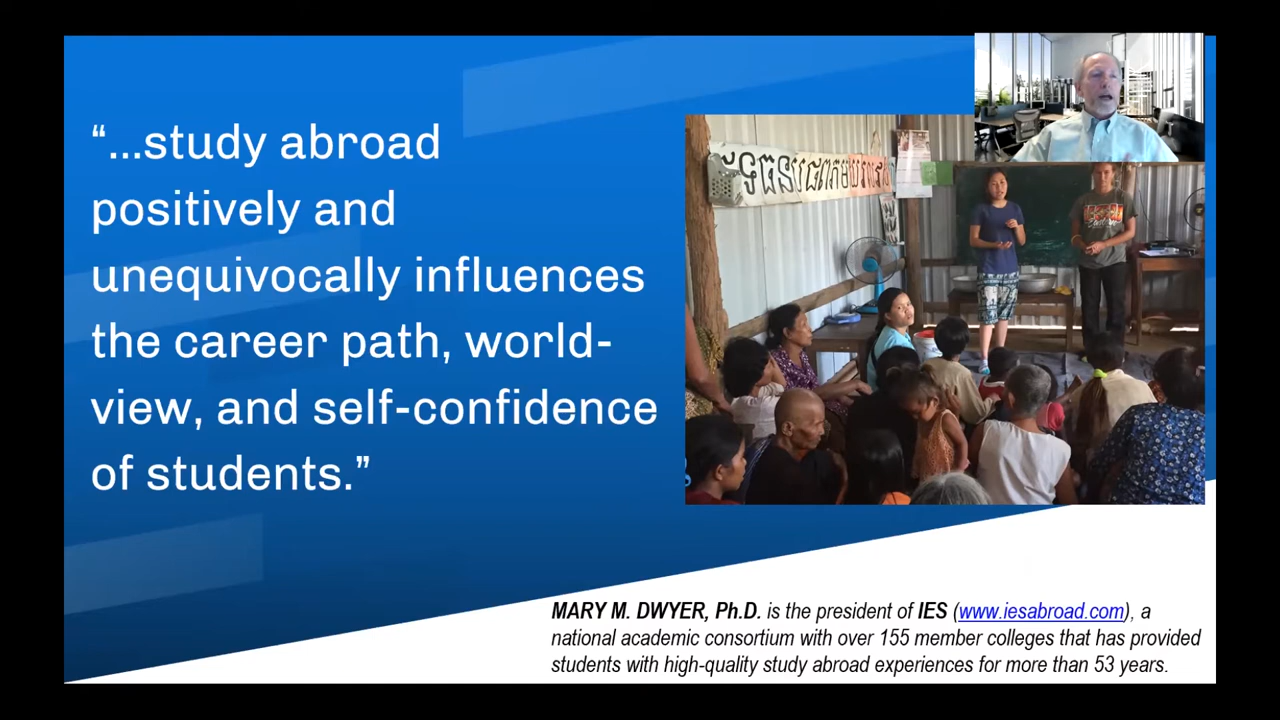 “...study abroad
positively and
unequivocally influences
the career path, world-
view, and self-confidence
of students.”
MARY M. DWYER, Ph.D. is the president of IES (www.iesabroad.com), a
national academic consortium with over 155 member colleges that has provided
students with high-quality study abroad experiences for more than 53 years.